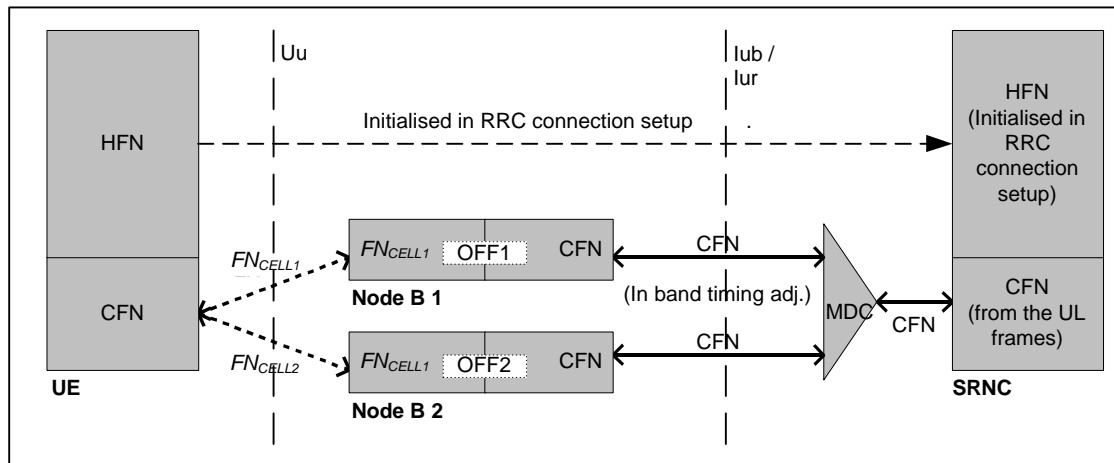 Uu
Iub /
Iur
HFN
Initialised in RRC connection setup .
HFN
(Initialised in
RRC
connection
setup)
FNCELL1
FNCELL1
OFF1
CFN
CFN
Node B 1
(In band timing adj.)
CFN
MDC
CFN
CFN
(from the UL
frames)
FNCELL2
FNCELL1
OFF2
CFN
CFN
UE
Node B 2
SRNC